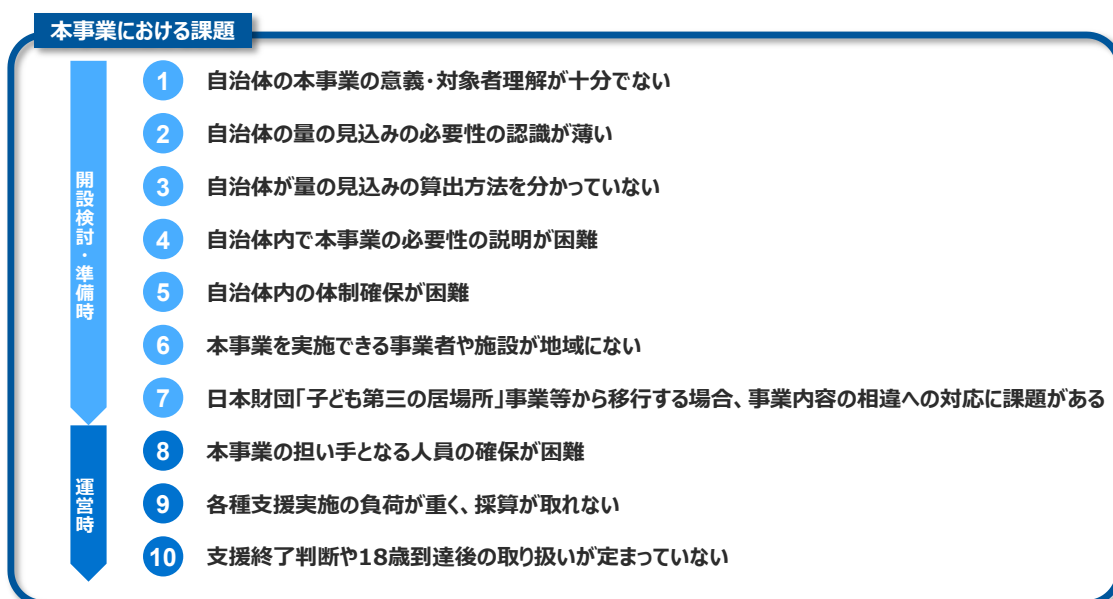 本事業における課題
開設検討・準備時
1 自治体の本事業の意義・対象者理解が十分でない
2 自治体の量の見込みの必要性の認識が薄い
3 自治体が量の見込みの算出方法を分かっていない
4 自治体内で本事業の必要性の説明が困難
5 自治体内の体制確保が困難
6 本事業を実施できる事業者や施設が地域にない
7 日本財団「子ども第三の居場所」事業等から移行する場合、事業内容の相違への対応に課題がある
運営時
8 本事業の担い手となる人員の確保が困難
9 各種支援実施の負荷が重く、採算が取れない
10 支援終了判断や18歳到達後の取り扱いが定まっていない